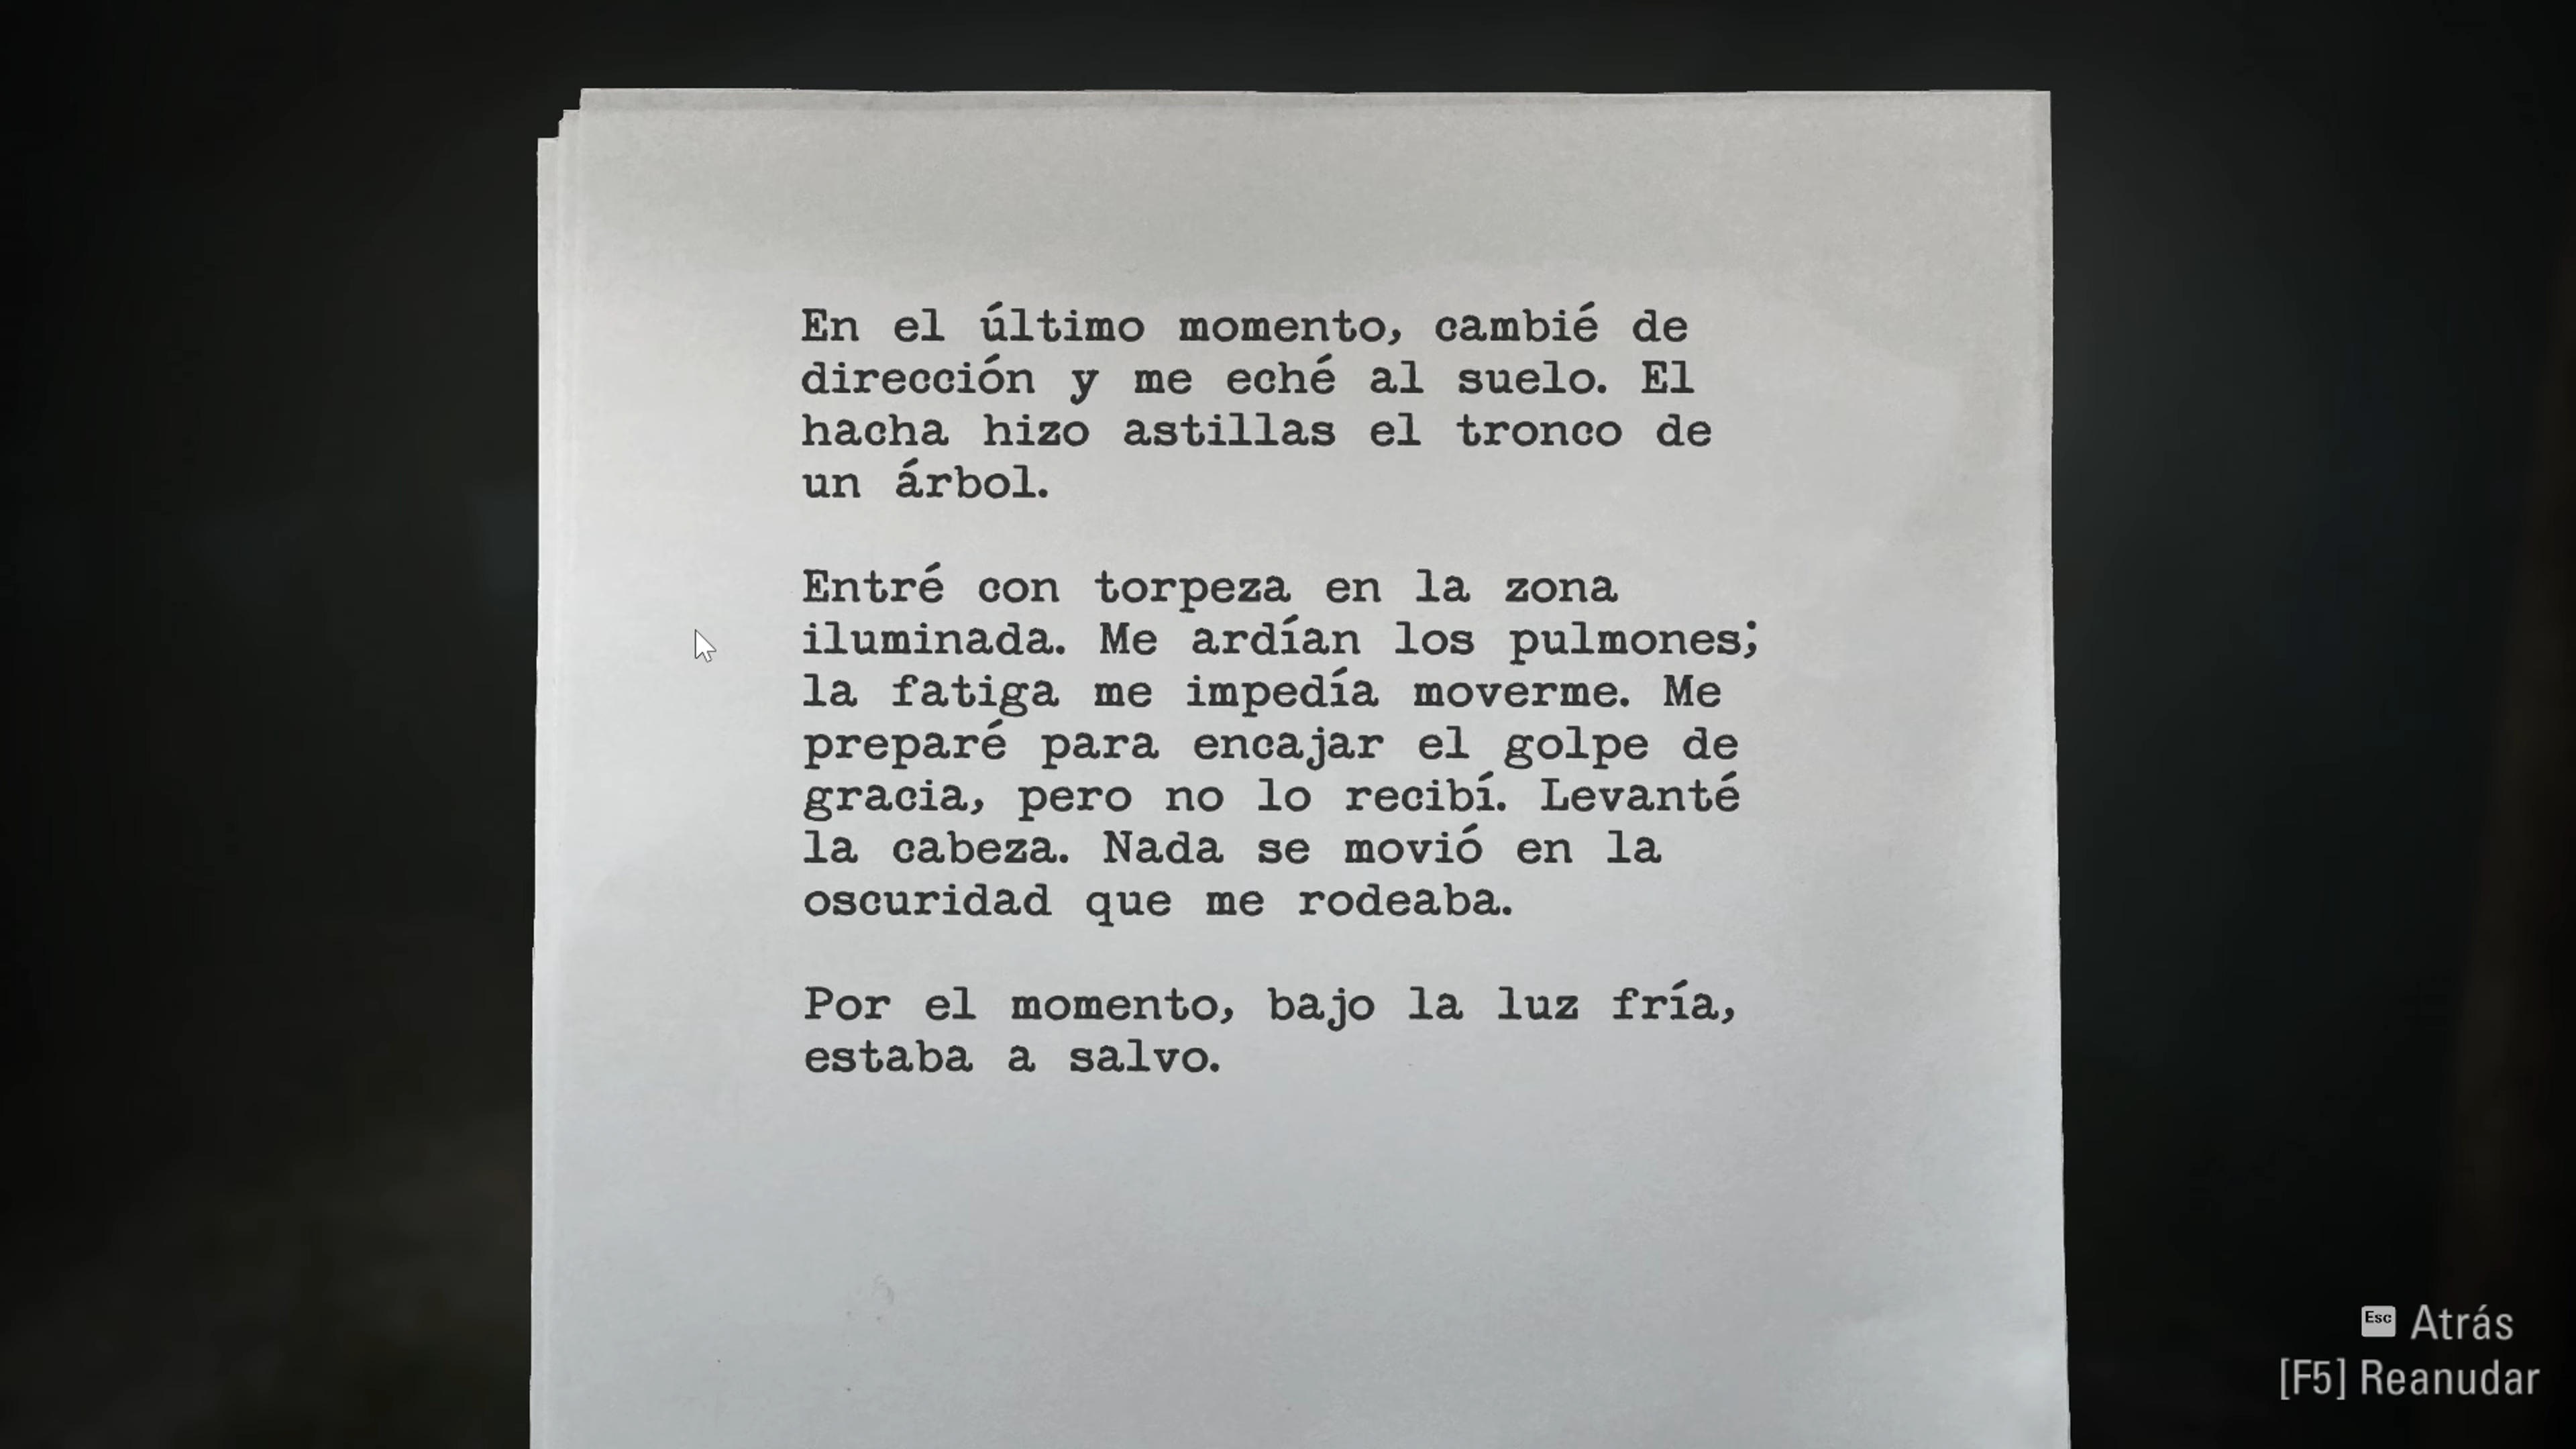 En el último momento, cambié de
dirección y me eché al suelo. El
hacha hizo astillas el tronco de
un árbol.
Entré con torpeza en la zona
iluminada. Me ardían los pulmones;
la fatiga me impedía moverme. Me
preparé para encajar el golpe de
gracia, pero no lo recibí. Levanté
la cabeza. Nada se movió en la
oscuridad que me rodeaba.
Por el momento, bajo la luz fría,
estaba a salvo.
Esc Atrás
[F5] Reanudar